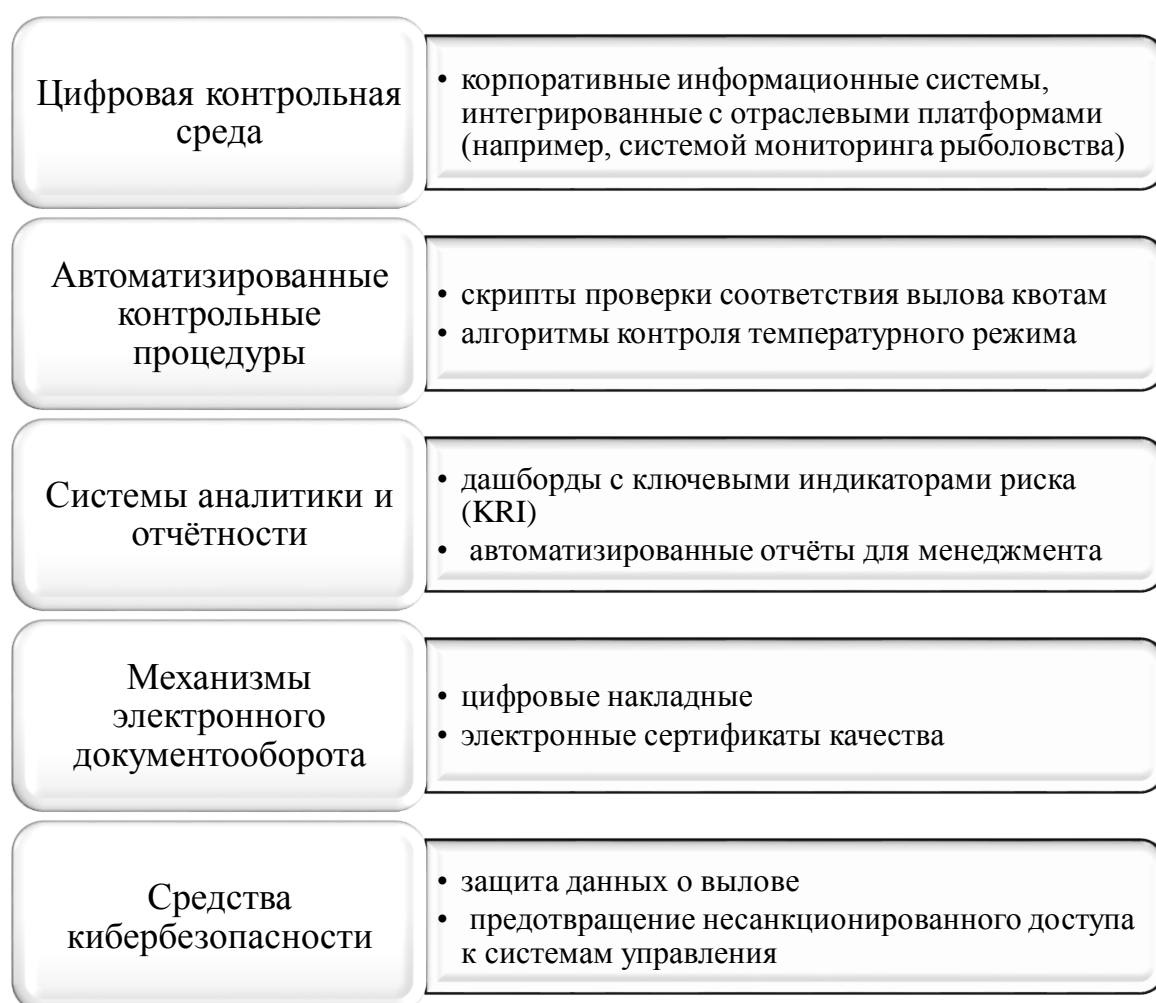 Цифровая контрольная
среда
• корпоративные информационные системы,
интегрированные с отраслевыми платформами
(например, системой мониторинга рыболовства)
Автоматизированные
контрольные
процедуры
• скрипты проверки соответствия вылова квотам
• алгоритмы контроля температурного режима
Системы аналитики и
отчётности
• дашборды с ключевыми индикаторами риска
(KRI)
• автоматизированные отчёты для менеджмента
Механизмы
электронного
документооборота
• цифровые накладные
• электронные сертификаты качества
Средства
кибербезопасности
• защита данных о вылове
• предотвращение несанкционированного доступа
к системам управления